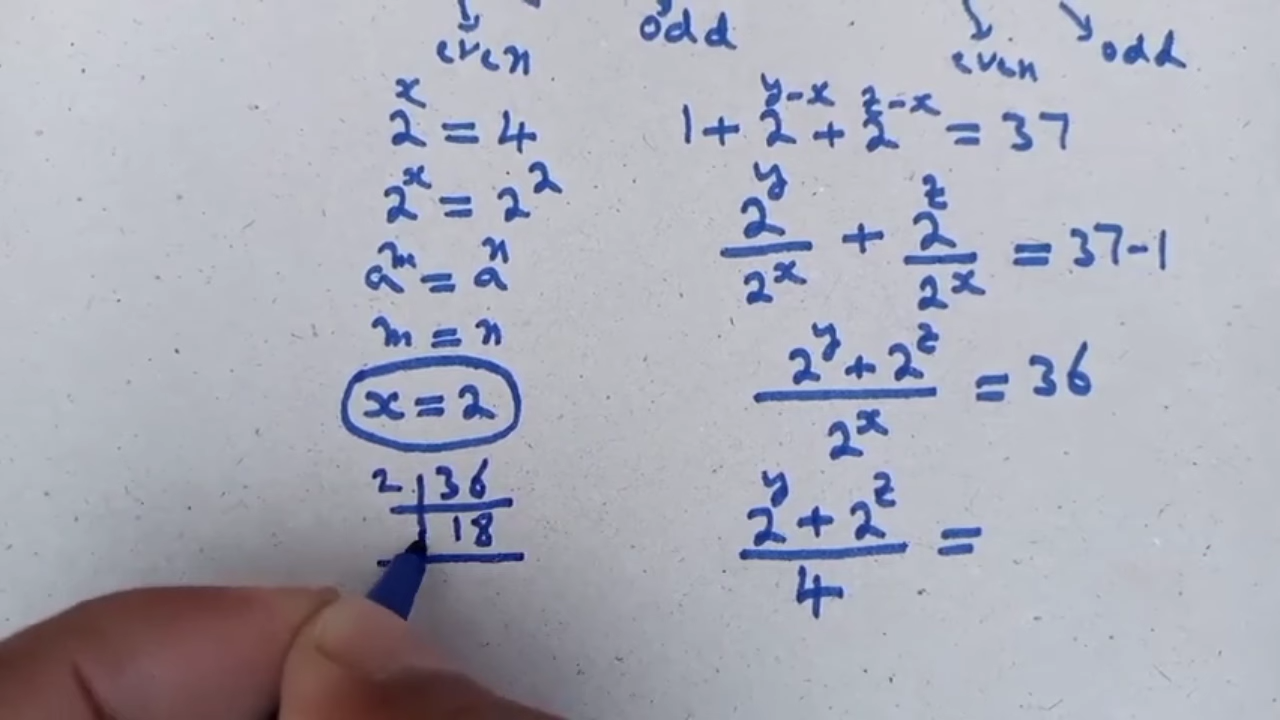 even odd even odd
2^x = 4 1 + 2^(y-x) + 2^(z-x) = 37
2^x = 2^2 2^y/2^x + 2^z/2^x = 37-1
a^m = a^n
m = n 2^y + 2^z/2^x = 36
x = 2
2 | 36 2^y + 2^z/4 =
18